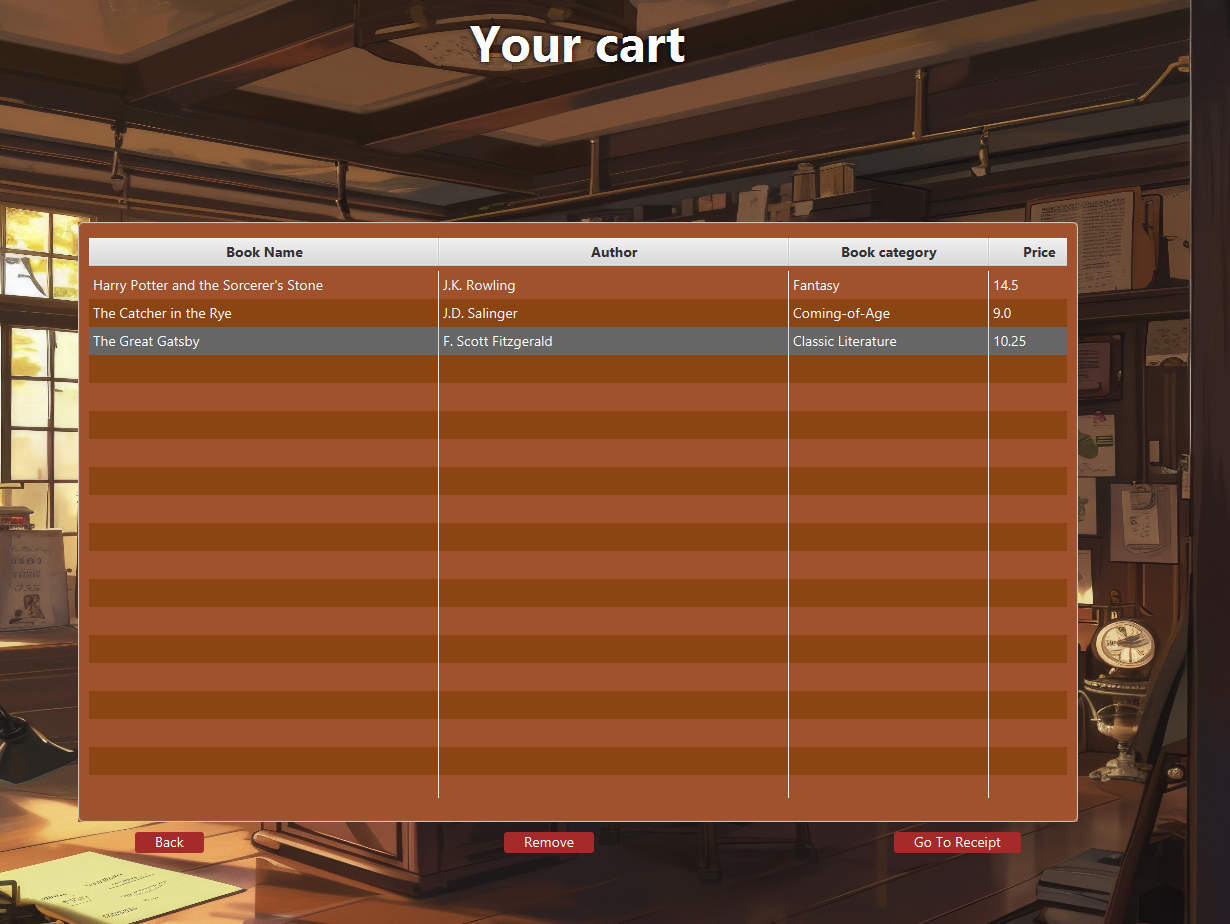 Your cart
Book Name Author Book category Price
Harry Potter and the Sorcerer's Stone J.K. Rowling Fantasy 14.5
The Catcher in the Rye J.D. Salinger Coming-of-Age 9.0
The Great Gatsby F. Scott Fitzgerald Classic Literature 10.25
Back Remove Go To Receipt